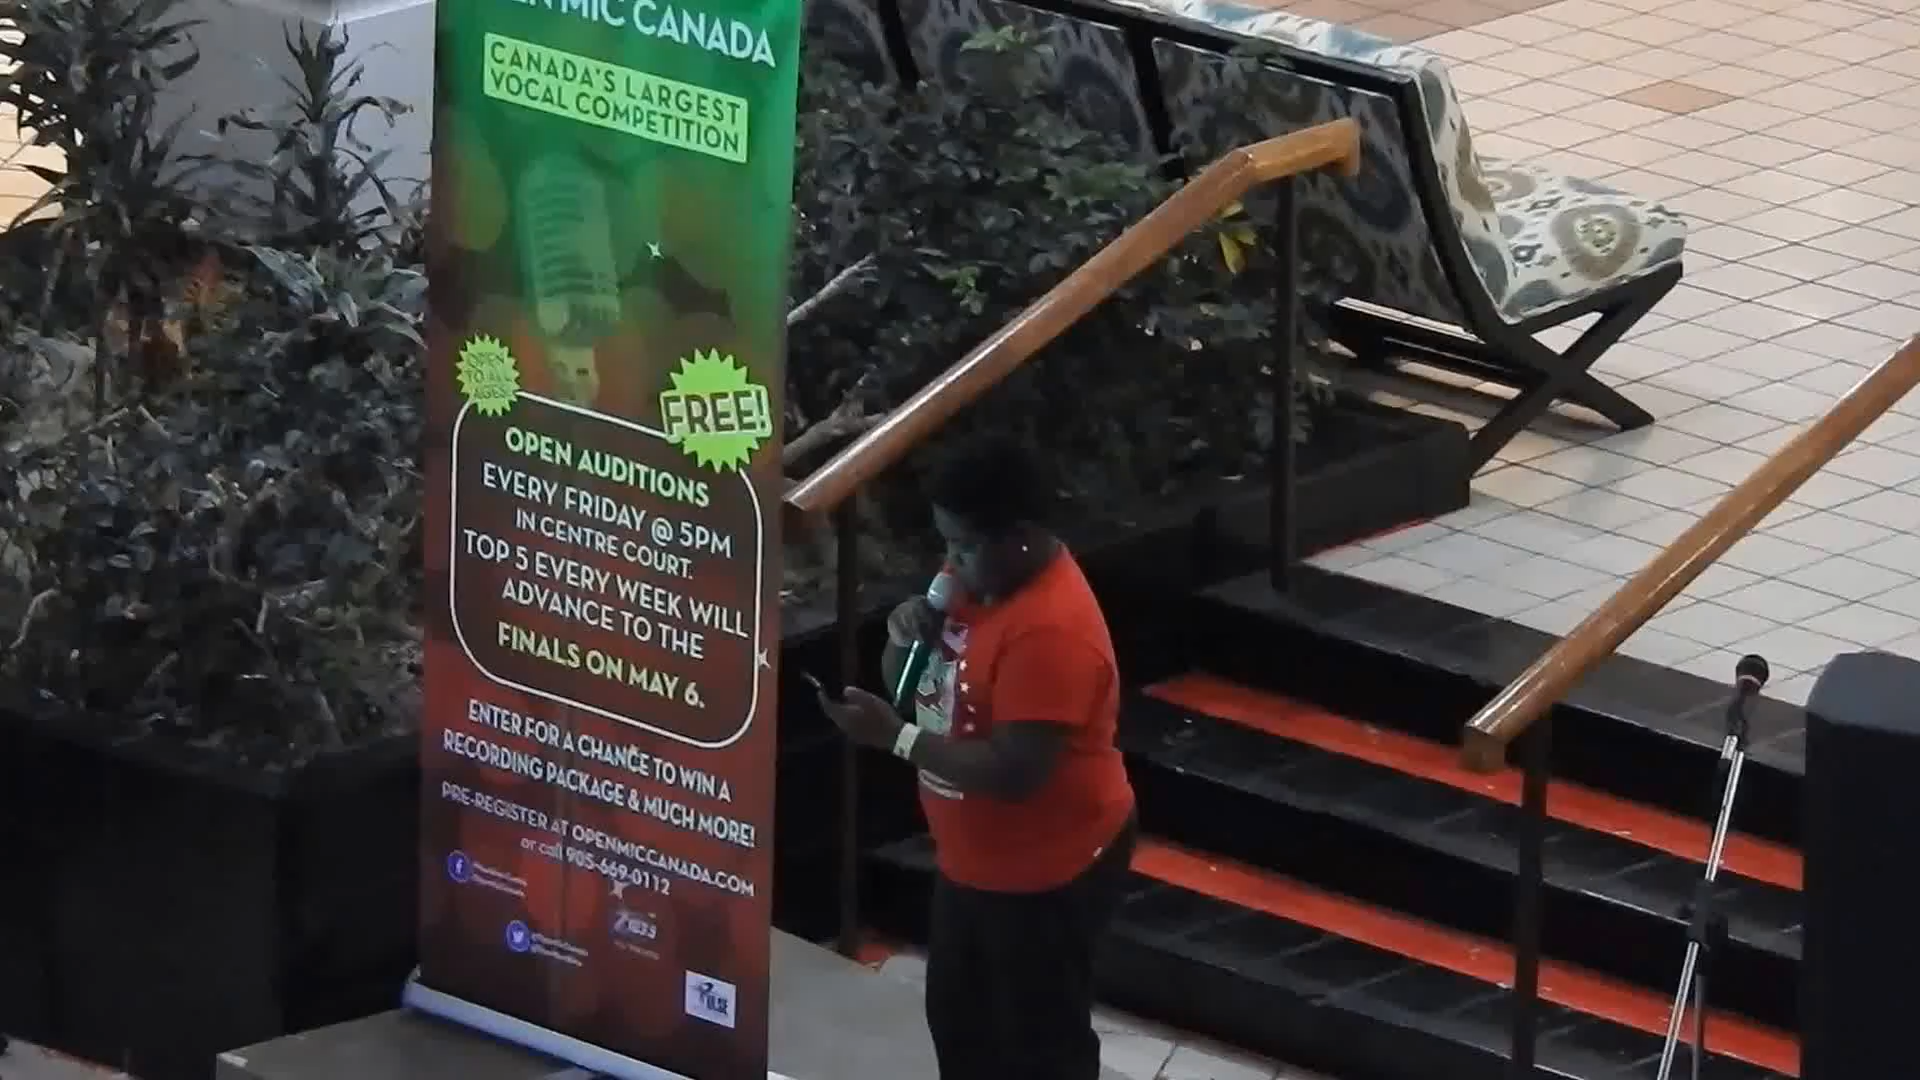 MIC CANADA
CANADA'S LARGEST
VOCAL COMPETITION
OPEN
TO ALL
AGES!
FREE!
OPEN AUDITIONS
EVERY FRIDAY @ 5PM
IN CENTRE COURT.
TOP 5 EVERY WEEK WILL
ADVANCE TO THE
FINALS ON MAY 6.
ENTER FOR A CHANCE TO WIN A
RECORDING PACKAGE & MUCH MORE!
PRE-REGISTER AT OPENMICCANADA.COM
or call 905-669-0112